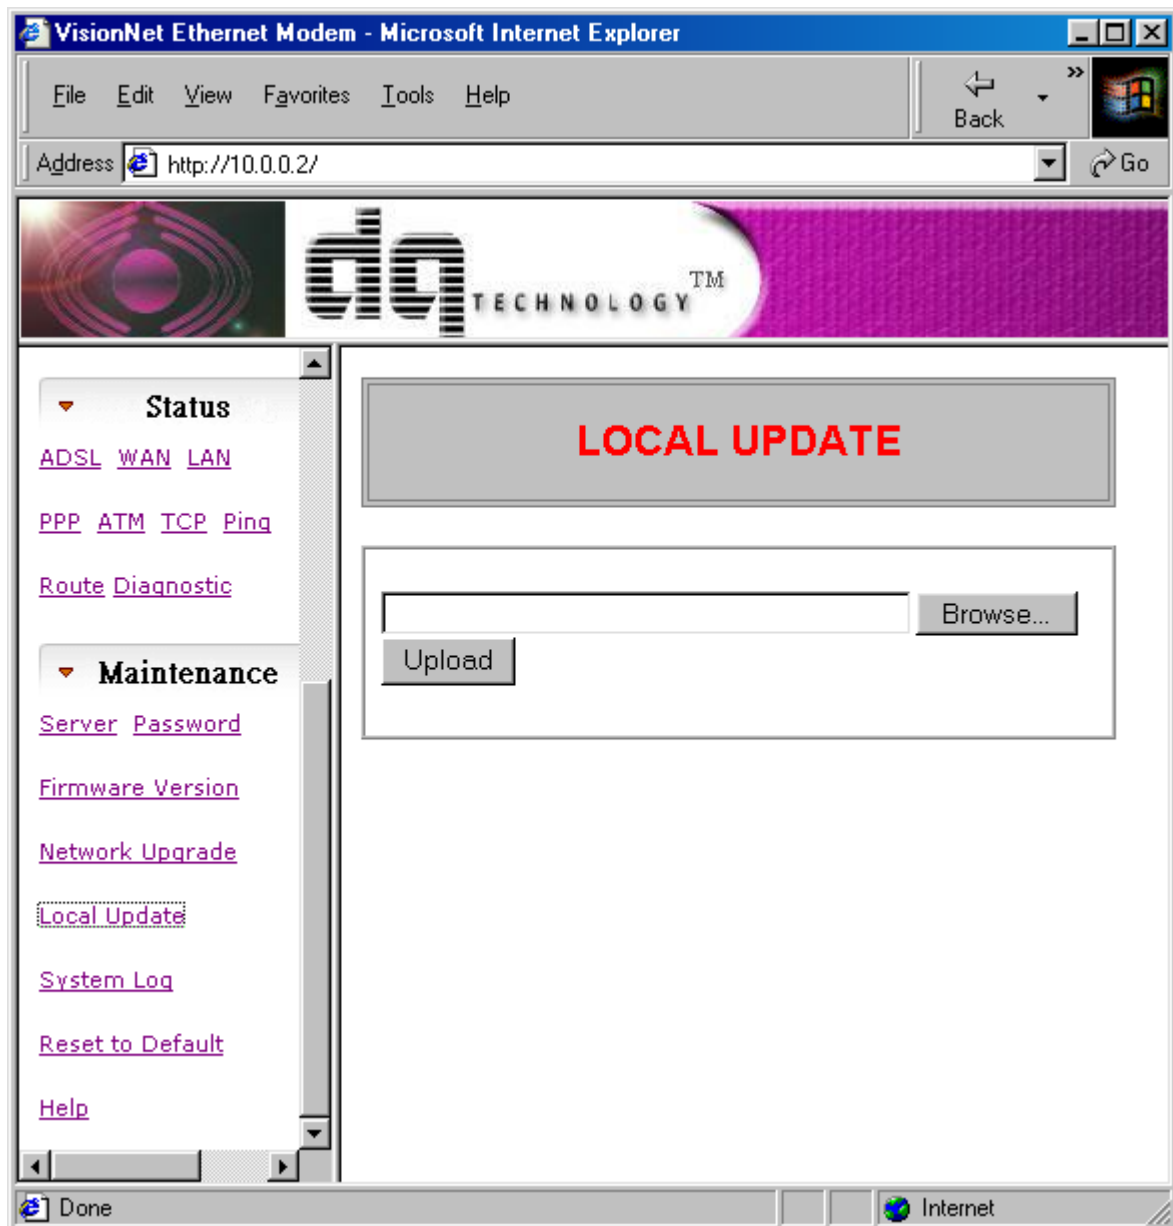 VisionNet Ethernet Modem - Microsoft Internet Explorer
File Edit View Favorites Tools Help
Back
Address http://10.0.0.2/ Go
dq TECHNOLOGY™
Status
ADSL WAN LAN
PPP ATM TCP Ping
Route Diagnostic
Maintenance
Server Password
Firmware Version
Network Upgrade
Local Update
System Log
Reset to Default
Help
LOCAL UPDATE
Browse...
Upload
Done Internet